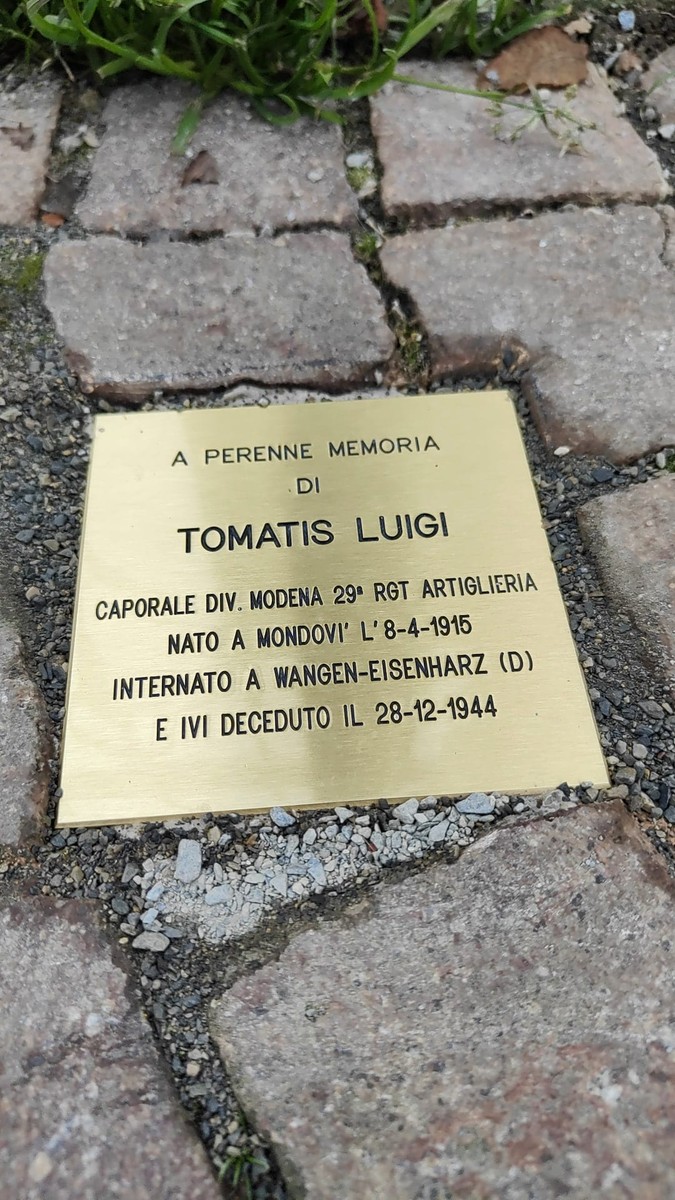 A PERENNE MEMORIA
DI
TOMATIS LUIGI
CAPORALE DIV. MODENA 29ª RGT ARTIGLIERIA
NATO A MONDOVI' L'8-4-1915
INTERNATO A WANGEN-EISENHARZ (D)
E IVI DECEDUTO IL 28-12-1944